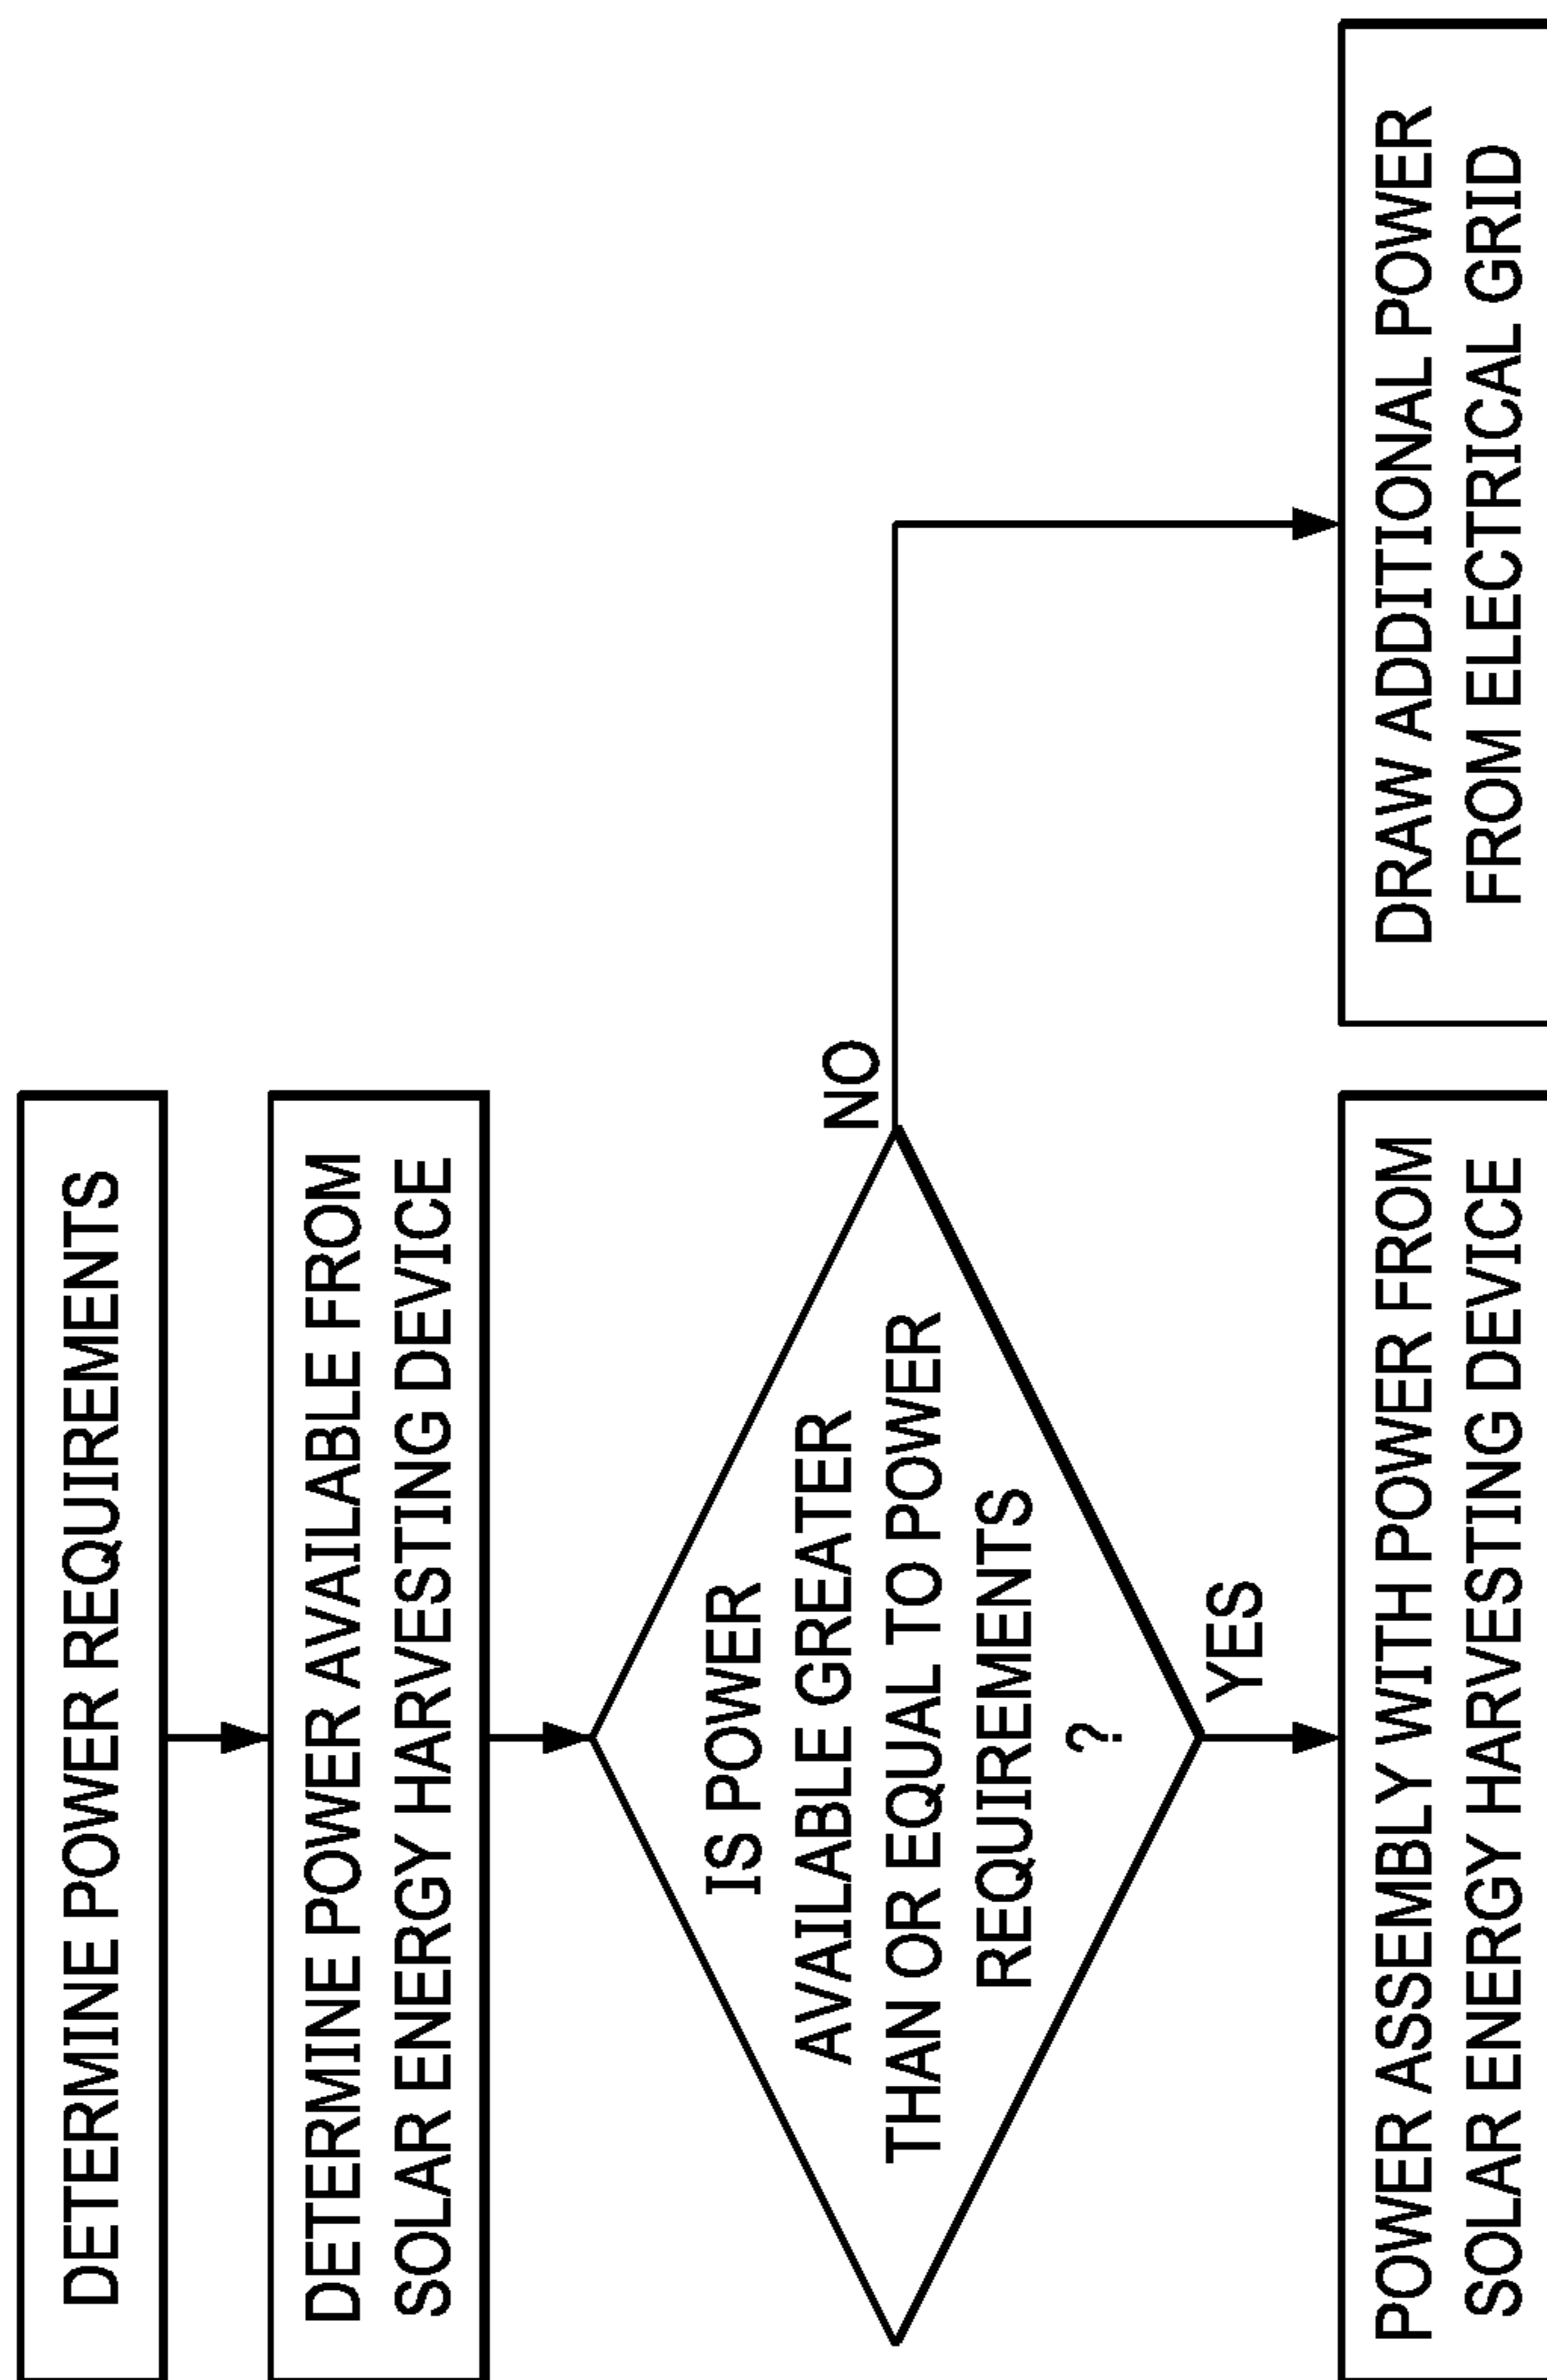 DETERMINE POWER REQUIREMENTS
DETERMINE POWER AVAILABLE FROM
SOLAR ENERGY HARVESTING DEVICE
IS POWER
AVAILABLE GREATER
THAN OR EQUAL TO POWER
REQUIREMENTS
?
NO
YES
POWER ASSEMBLY WITH POWER FROM
SOLAR ENERGY HARVESTING DEVICE
DRAW ADDITIONAL POWER
FROM ELECTRICAL GRID